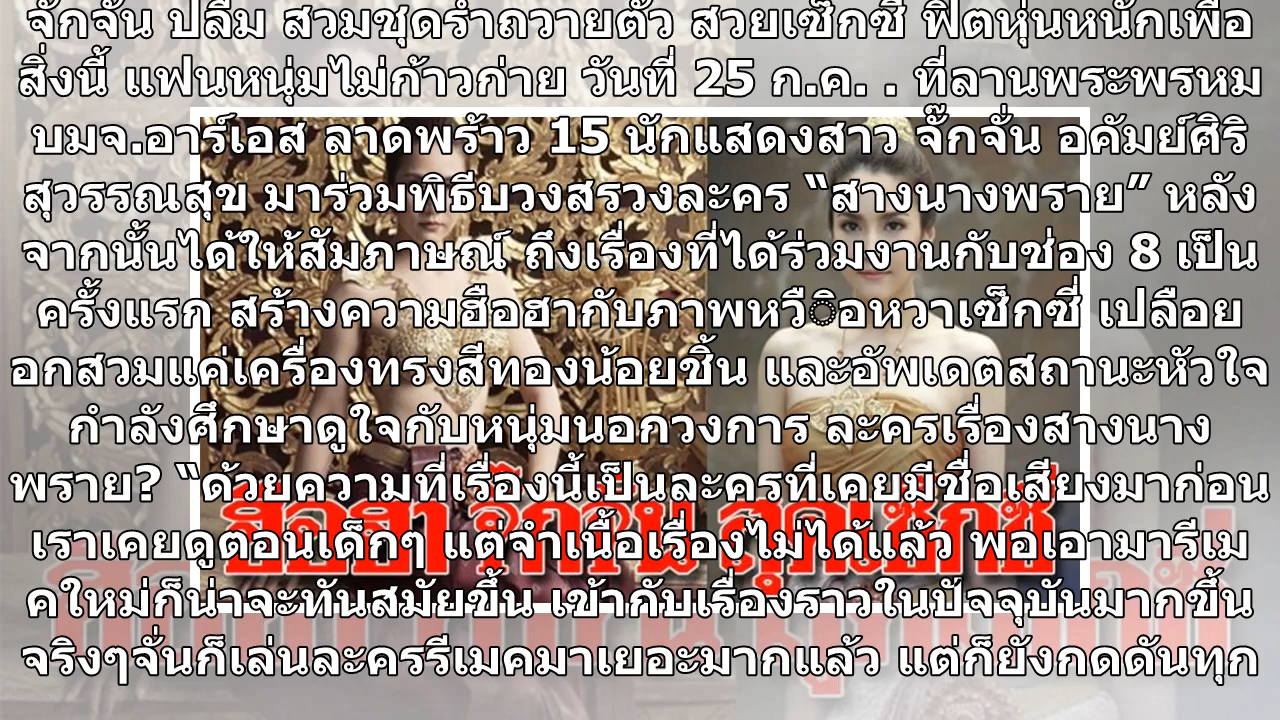 จั๊กจั่น ปลื้ม สวมชุดรำถวายตัว สวยเซ็กซี่ ฟิตหุ่นหนักเพื่อ
สิ่งนี้ แฟนหนุ่มไม่ก้าวก่าย วันที่ 25 ก.ค. . ที่ลานพระพรหม
บมจ.อาร์เอส ลาดพร้าว 15 นักแสดงสาว จั๊กจั่น อคัมย์ศิริ
สุวรรณสุข มาร่วมพิธีบวงสรวงละคร “สางนางพราย” หลัง
จากนั้นได้ให้สัมภาษณ์ ถึงเรื่องที่ได้ร่วมงานกับช่อง 8 เป็น
ครั้งแรก สร้างความฮือฮากับภาพหวืิอหวาเซ็กซี่ เปลือย
อกสวมแค่เครื่องทรงสีทองน้อยชิ้น และอัพเดตสถานะหัวใจ
กำลังศึกษาดูใจกับหนุ่มนอกวงการ ละครเรื่องสางนาง
พราย? “ด้วยความที่เรื่องนี้เป็นละครที่เคยมีชื่อเสียงมาก่อน
เราเคยดูตอนเด็กๆ แต่จำเนื้อเรื่องไม่ได้แล้ว พอเอามารีเม
คใหม่ก็น่าจะทันสมัยขึ้น เข้ากับเรื่องราวในปัจจุบันมากขึ้น
จริงๆจั่นก็เล่นละครรีเมคมาเยอะมากแล้ว แต่ก็ยังกดดันทุก
ฮือฮา จั๊กจั่น สุดเซ็กซี่